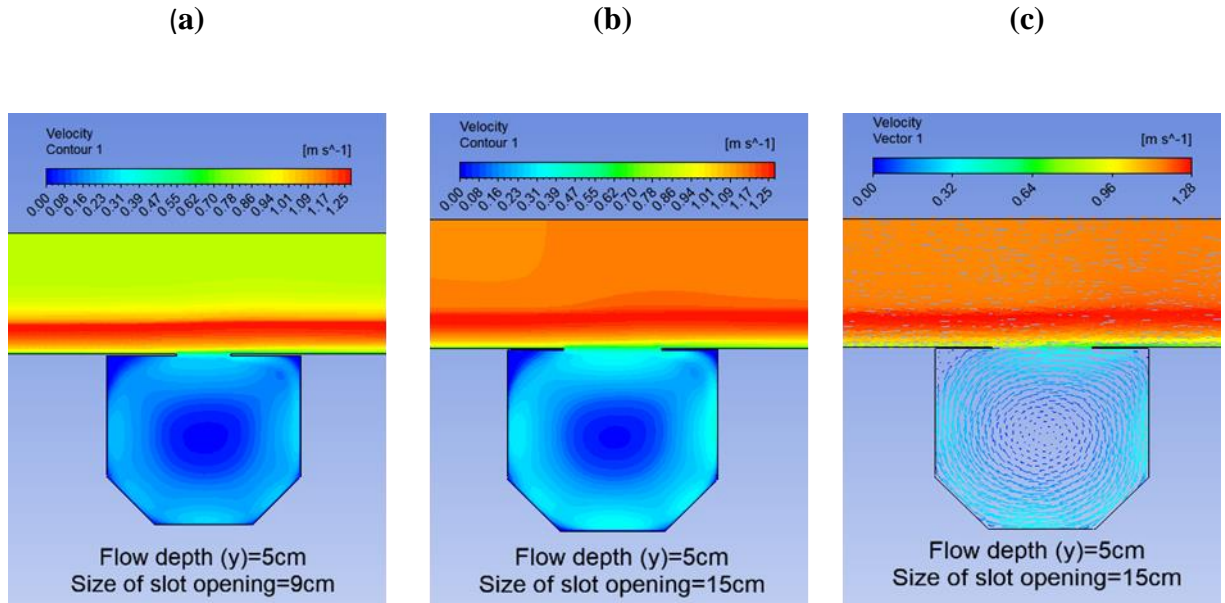 (a)
(b)
(c)
Velocity
Contour 1
[m s^-1]
0.00 0.08 0.16 0.23 0.31 0.39 0.47 0.55 0.62 0.70 0.78 0.86 0.94 1.01 1.09 1.17 1.25
Flow depth (y)=5cm
Size of slot opening=9cm
Velocity
Contour 1
[m s^-1]
0.00 0.08 0.16 0.23 0.31 0.39 0.47 0.55 0.62 0.70 0.78 0.86 0.94 1.01 1.09 1.17 1.25
Flow depth (y)=5cm
Size of slot opening=15cm
Velocity
Vector 1
[m s^-1]
0.00 0.32 0.64 0.96 1.28
Flow depth (y)=5cm
Size of slot opening=15cm